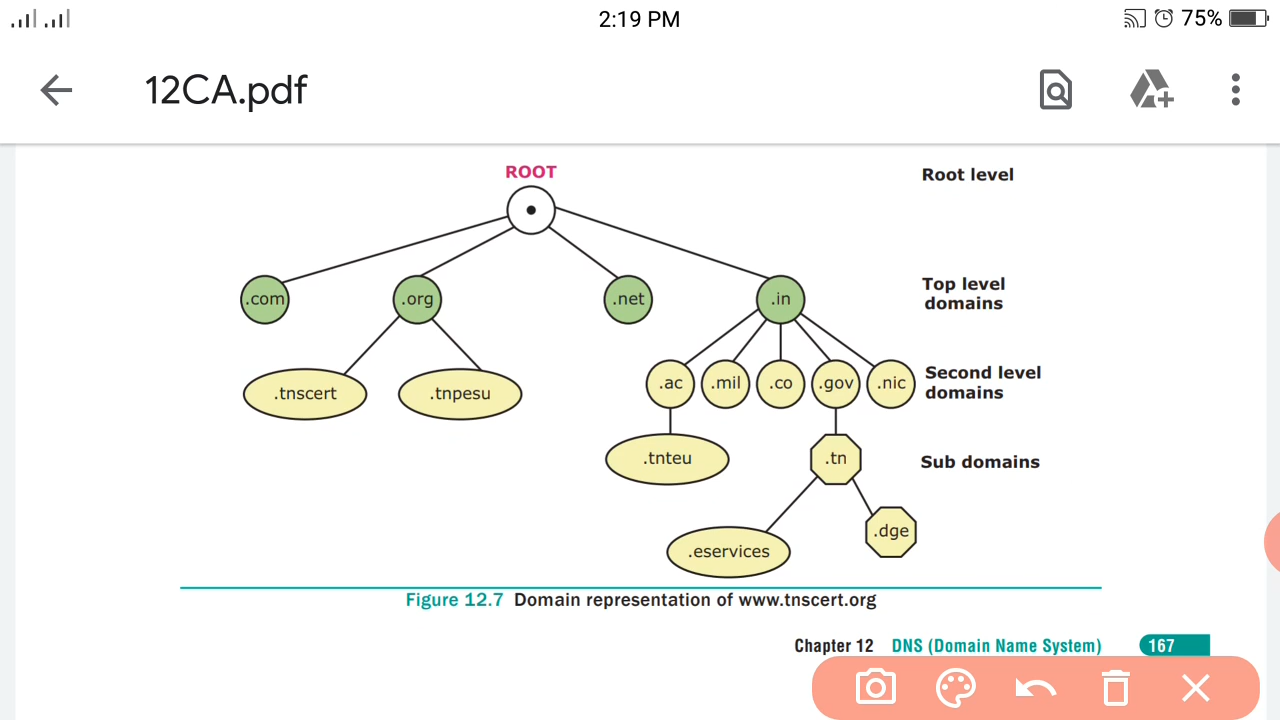 2:19 PM
75%
12CA.pdf
ROOT
Root level
.com
.org
.net
.in
Top level
domains
.tnscert
.tnpesu
.ac
.mil
.co
.gov
.nic
Second level
domains
.tnteu
.tn
Sub domains
.eservices
.dge
Figure 12.7 Domain representation of www.tnscert.org
Chapter 12 DNS (Domain Name System) 167